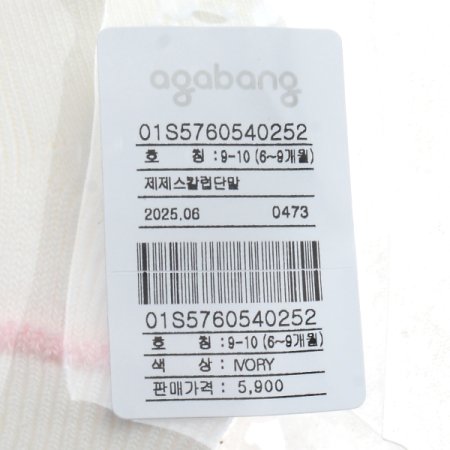 agabang
01S5760540252
호 칭 : 9-10 (6~9개월)
제제스칼럽단말
2025.06 0473
01S5760540252
호 칭 : 9-10 (6~9개월)
색 상 : IVORY
판매가격 : 5,900